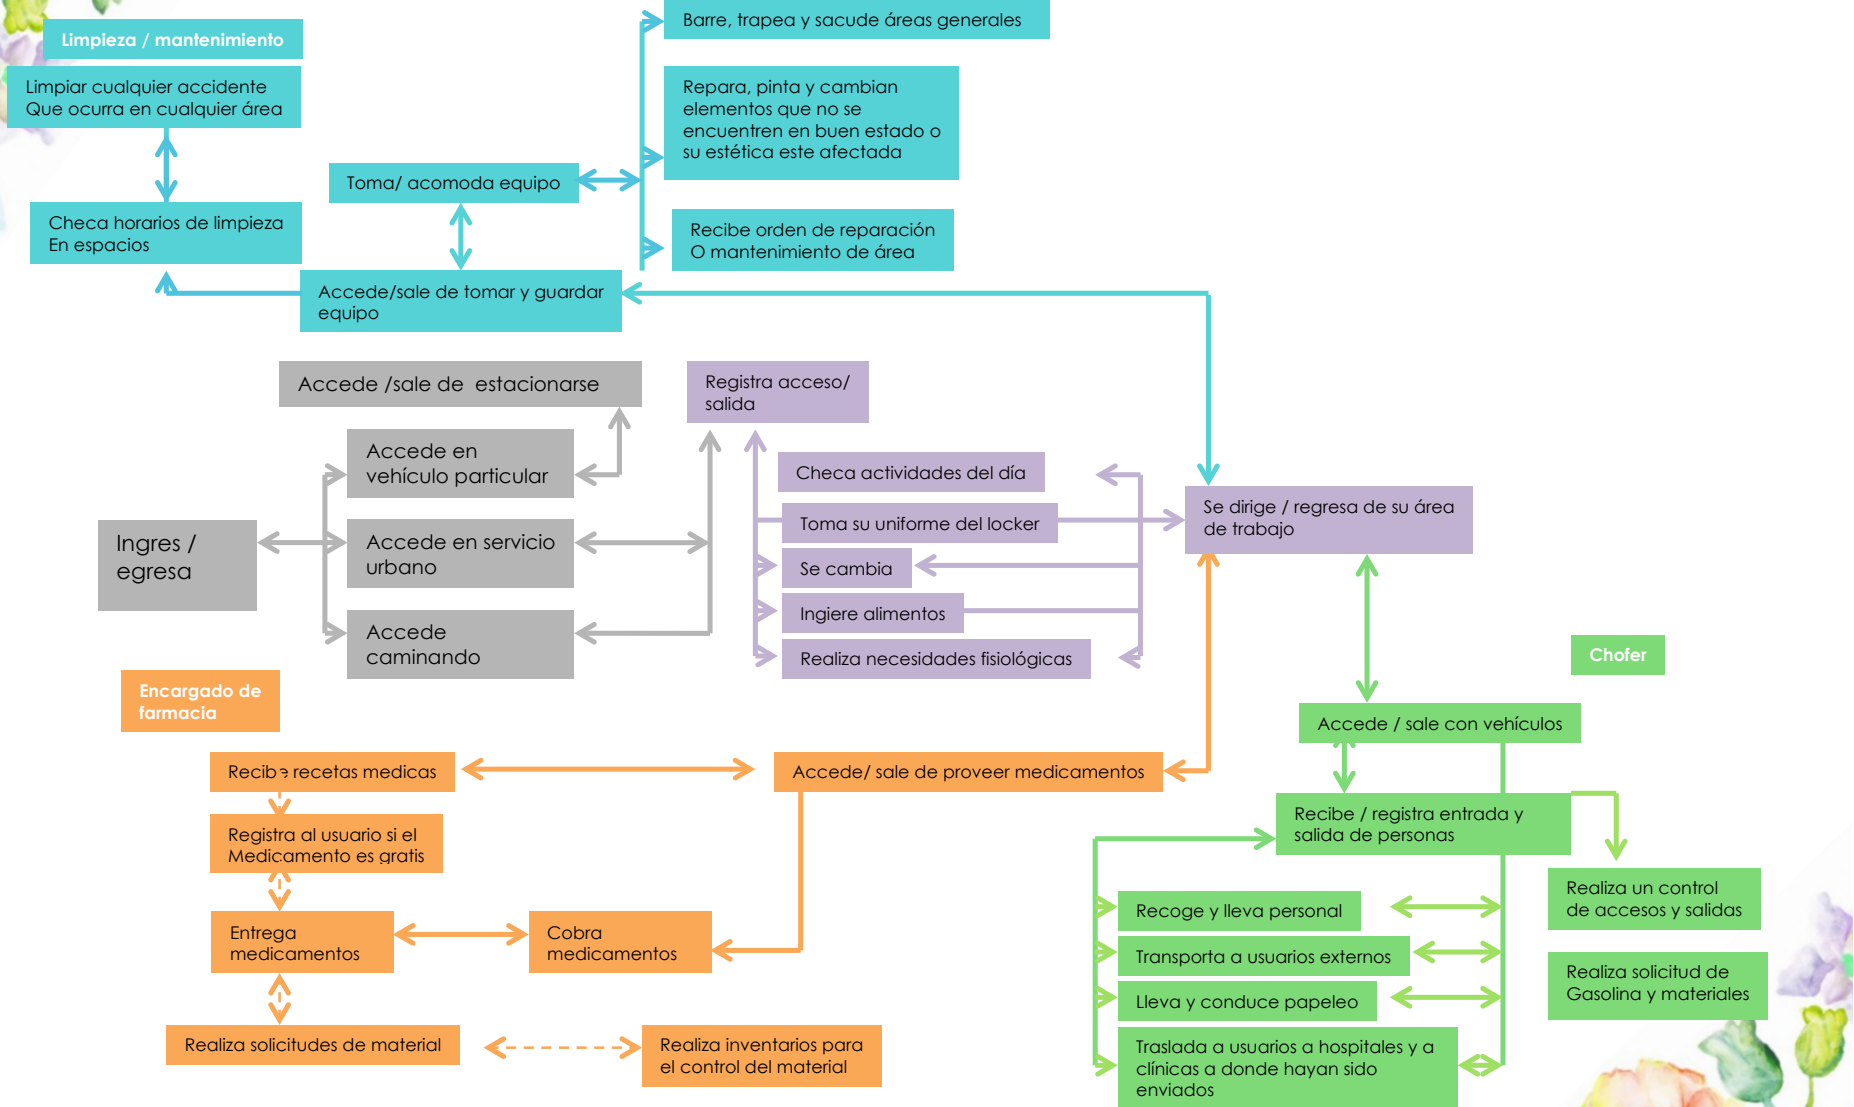 Limpieza / mantenimiento
Limpiar cualquier accidente
Que ocurra en cualquier área
Checa horarios de limpieza
En espacios
Toma/ acomoda equipo
Accede/sale de tomar y guardar
equipo
Barre, trapea y sacude áreas generales
Repara, pinta y cambian
elementos que no se
encuentren en buen estado o
su estética este afectada
Recibe orden de reparación
O mantenimiento de área
Accede /sale de estacionarse
Accede en
vehículo particular
Ingres /
egresa
Accede en servicio
urbano
Accede
caminando
Registra acceso/
salida
Checa actividades del día
Toma su uniforme del locker
Se cambia
Ingiere alimentos
Realiza necesidades fisiológicas
Se dirige / regresa de su área
de trabajo
Encargado de
farmacia
Recibe recetas medicas
Registra al usuario si el
Medicamento es gratis
Entrega
medicamentos
Cobra
medicamentos
Accede/ sale de proveer medicamentos
Realiza solicitudes de material
Realiza inventarios para
el control del material
Chofer
Accede / sale con vehículos
Recibe / registra entrada y
salida de personas
Recoge y lleva personal
Transporta a usuarios externos
Lleva y conduce papeleo
Traslada a usuarios a hospitales y a
clínicas a donde hayan sido
enviados
Realiza un control
de accesos y salidas
Realiza solicitud de
Gasolina y materiales